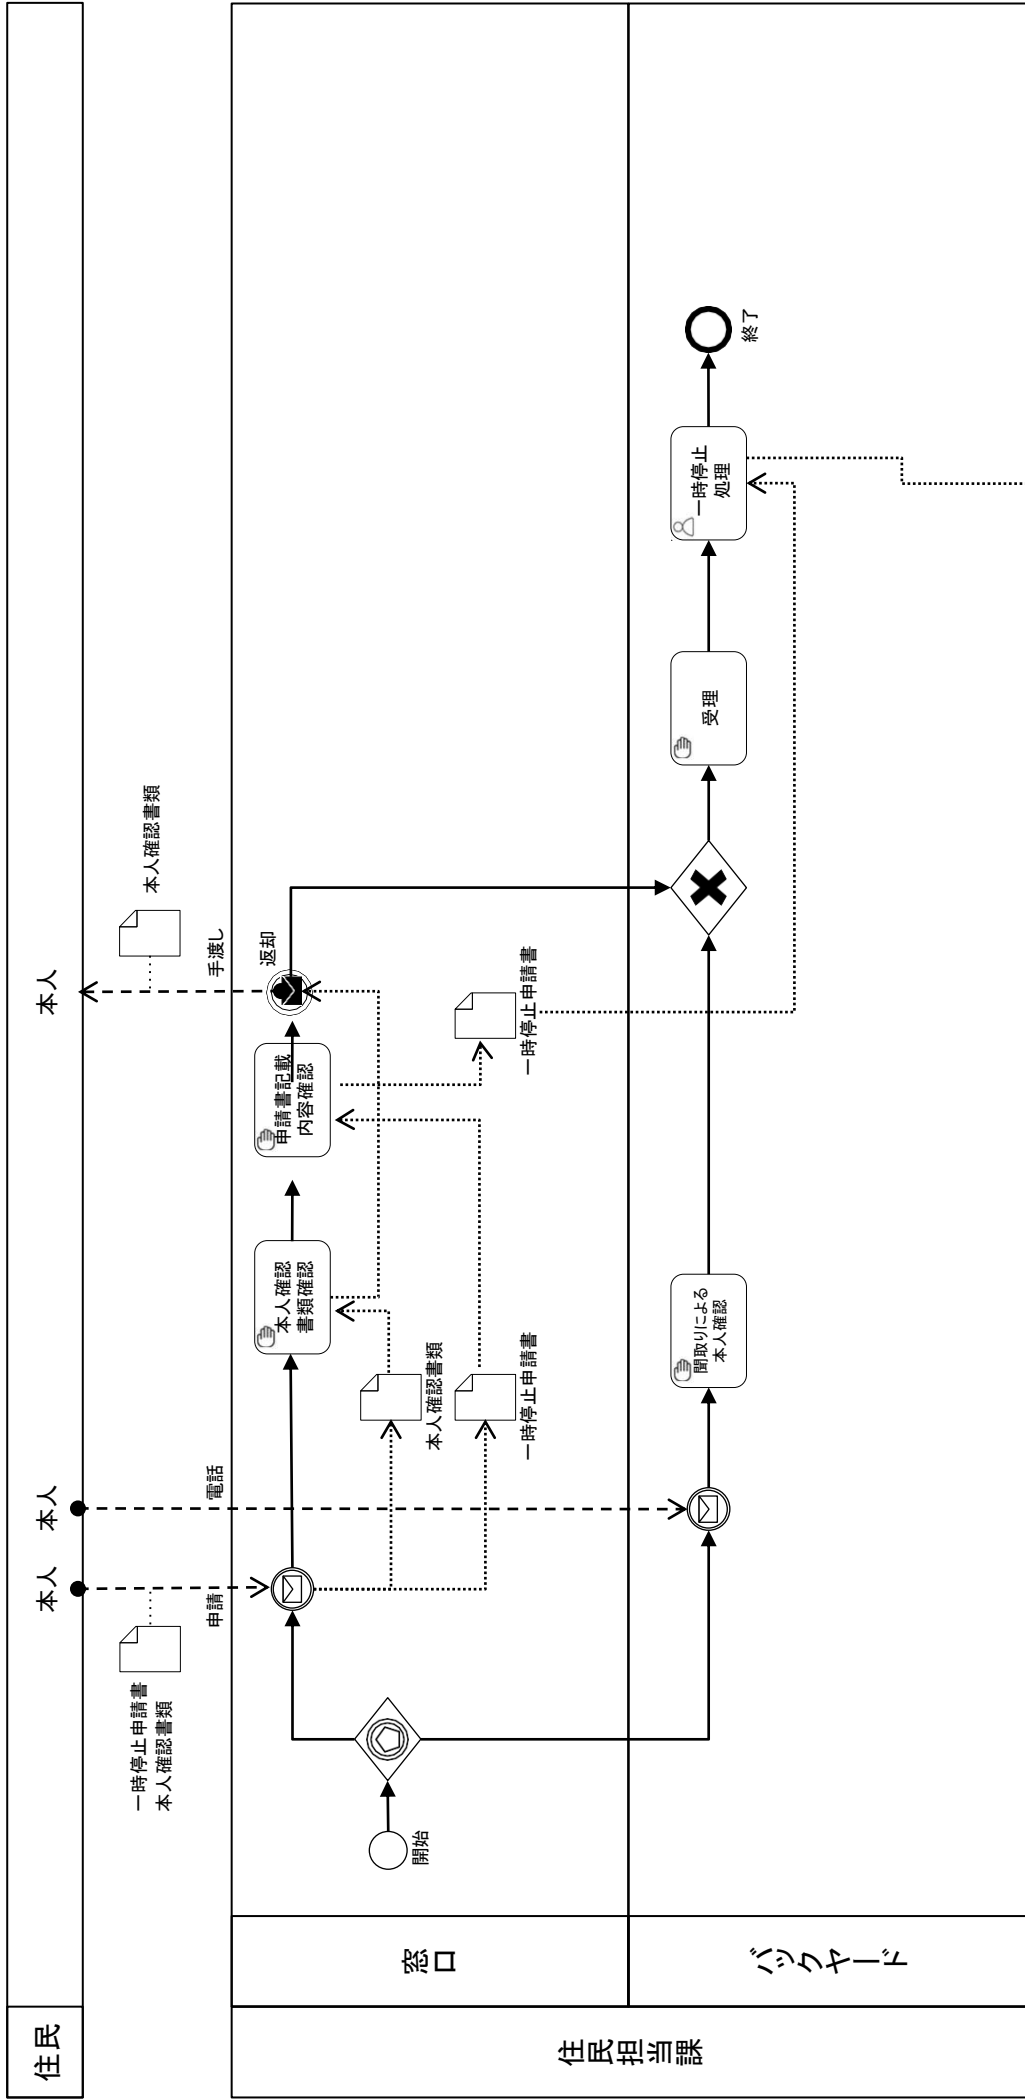 住民
本人
本人
本人
一時停止申請書
本人確認書類
申請
電話
手渡し
本人確認書類
住民担当課
窓口
開始
本人確認
書類確認
申請書記載
内容確認
返却
本人確認書類
一時停止申請書
一時停止申請書
バックヤード
聞取りによる
本人確認
受理
一時停止
処理
終了